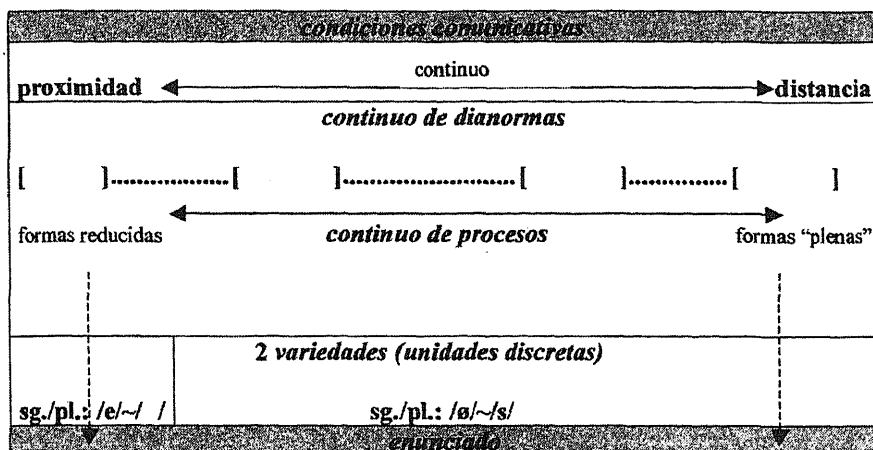 condiciones comunicativas
continuo
proximidad distancia
continuo de dianormas
[ ]..................[ ]...........................[ ]...............[ ]
formas reducidas continuo de procesos formas “plenas”
2 variedades (unidades discretas)
sg./pl.: /e/~/ / sg./pl.: /ø/~/s/
enunciado